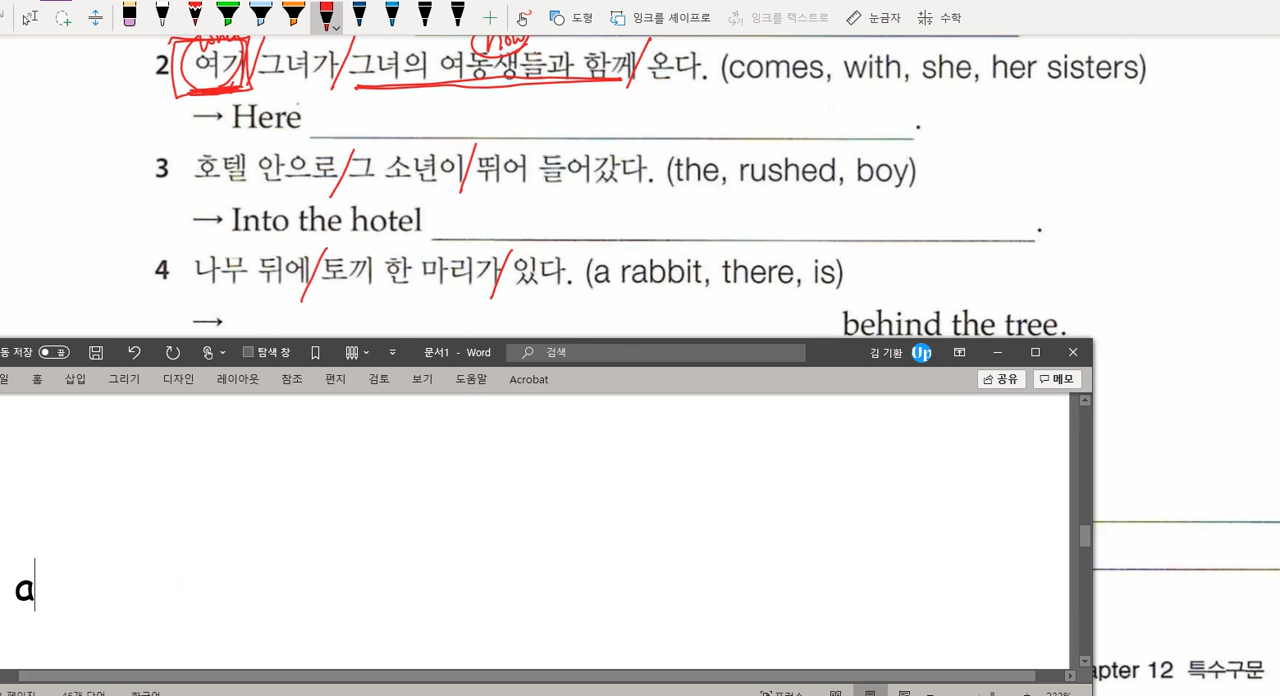 도형 잉크를 셰이프로 잉크를 텍스트로 눈금자 수학
how
2 여기 그녀가 그녀의 여동생들과 함께 온다. (comes, with, she, her sisters)
→ Here .
3 호텔 안으로 그 소년이 뛰어 들어갔다. (the, rushed, boy)
→ Into the hotel .
4 나무 뒤에 토끼 한 마리가 있다. (a rabbit, there, is)
→ behind the tree.
동 저장 끔 탐색 창 문서1 - Word 검색 김 기환 Up
일 홈 삽입 그리기 디자인 레이아웃 참조 편지 검토 보기 도움말 Acrobat 공유 메모
a
apter 12 특수구문